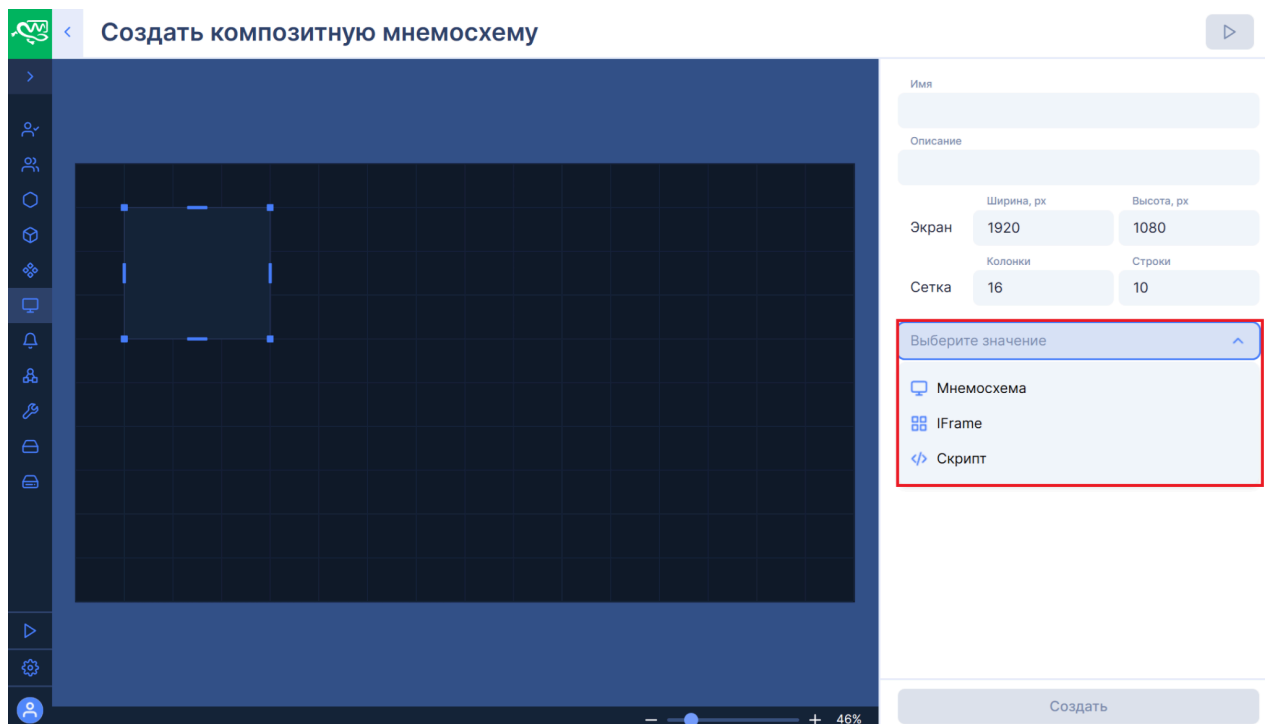 Создать композитную мнемосхему
Имя
Описание
Ширина, px
Высота, px
Экран
1920
1080
Колонки
Строки
Сетка
16
10
Выберите значение
Мнемосхема
IFrame
Скрипт
Создать
46%